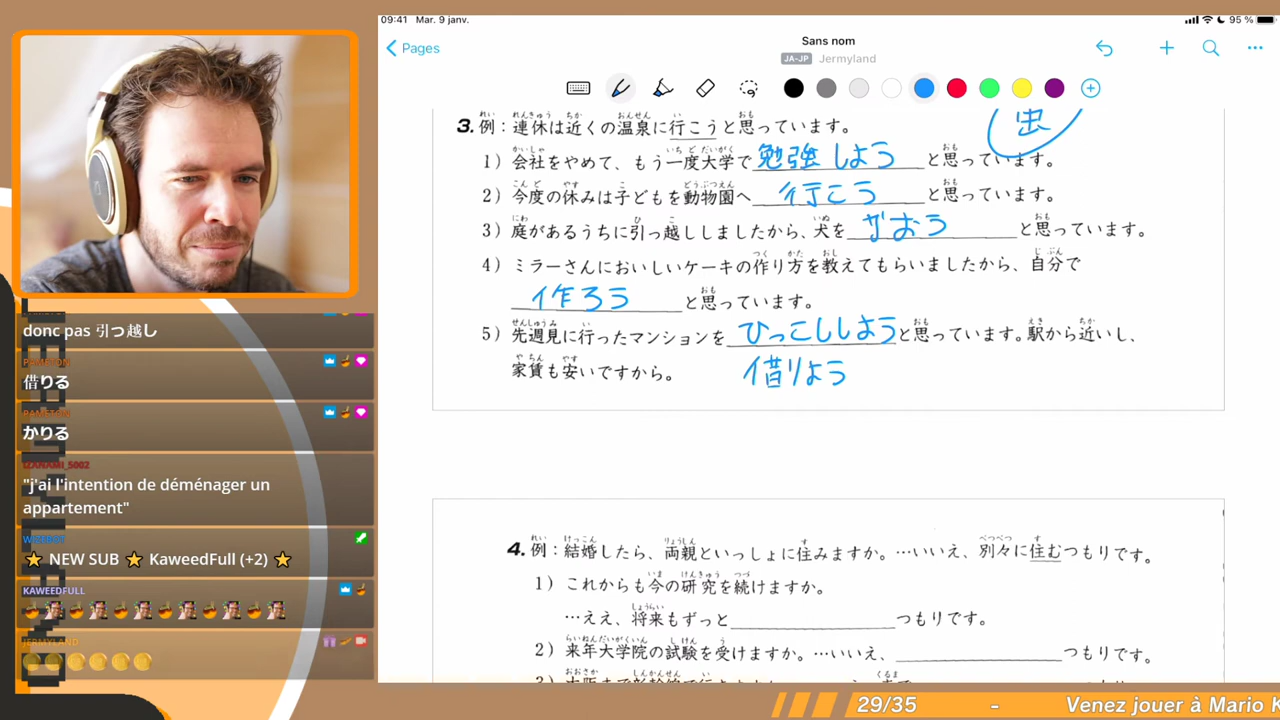 09:41 Mar. 9 janv.
95 %
Pages
Sans nom
JA-JP Jermyland
3. 例：連休は近くの温泉に行こうと思っています。
1) 会社をやめて、もう一度大学で 勉強しよう と思っています。
2) 今度の休みは子どもを動物園へ 行こう と思っています。
3) 庭があるうちに引っ越ししましたから、犬を おう と思っています。
4) ミラーさんにおいしいケーキの作り方を教えてもらいましたから、自分で
作ろう と思っています。
5) 先週見に行ったマンションを ひっこししよう と思っています。駅から近いし、
家賃も安いですから。 借りよう
4. 例：結婚したら、両親といっしょに住みますか。…いいえ、別々に住むつもりです。
1) これからも今の研究を続けますか。
…ええ、将来もずっと つもりです。
2) 来年大学院の試験を受けますか。…いいえ、 つもりです。
donc pas 引っ越し
PAMETON
借りる
PAMETON
かりる
IZANAMI_5002
"j'ai l'intention de déménager un
appartement"
WIZEBOT
NEW SUB KaweedFull (+2)
KAWEEDFULL
JERMYLAND
29/35 - Venez jouer à Mario K